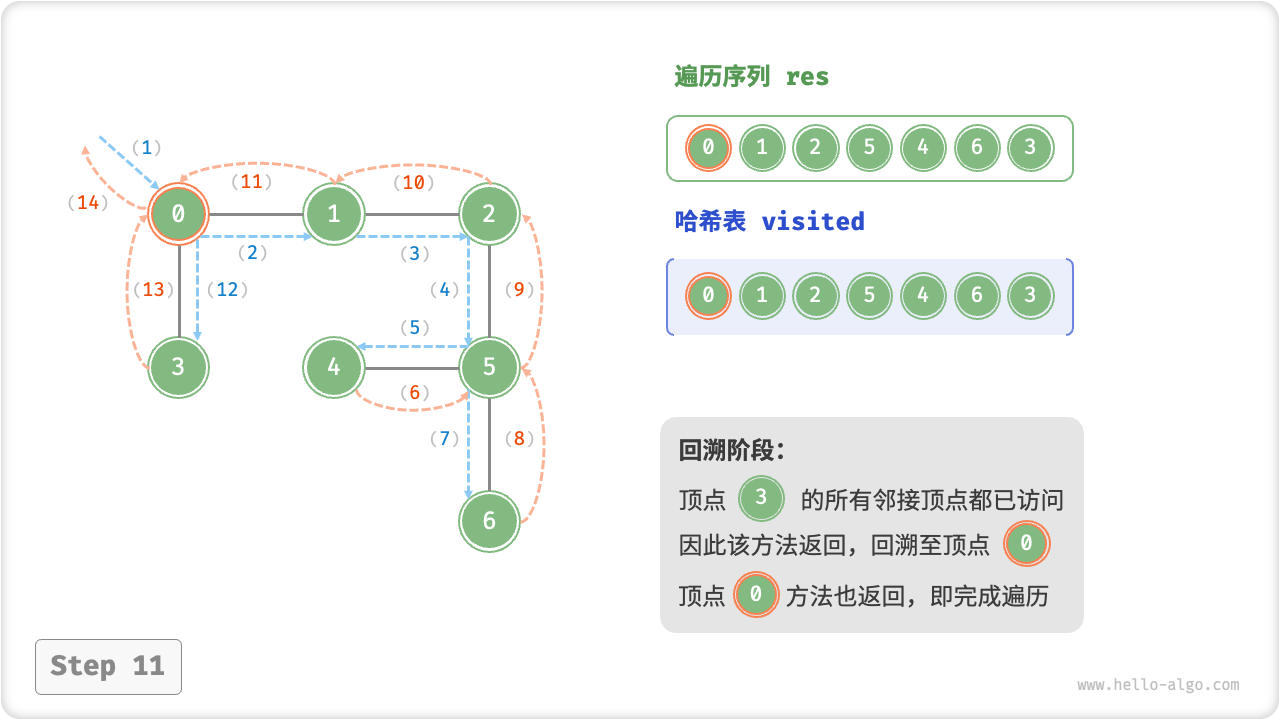 遍历序列 res
0 1 2 5 4 6 3
哈希表 visited
0 1 2 5 4 6 3
(1)
(14) (11) (10)
0 1 2
(2) (3)
(13) (12) (4) (9)
(5)
3 4 5
(6)
(7) (8)
6
回溯阶段:
顶点 3 的所有邻接顶点都已访问
因此该方法返回，回溯至顶点 0
顶点 0 方法也返回，即完成遍历
Step 11
www.hello-algo.com